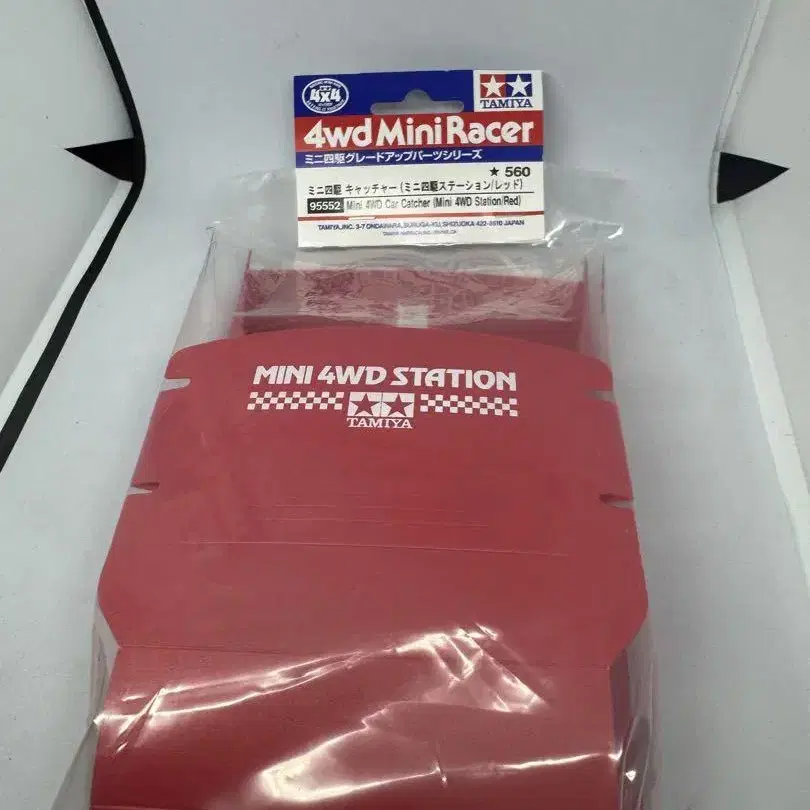 4x4
TAMIYA
4wd Mini Racer
ミニ四駆グレードアップパーツシリーズ
★ 560
ミニ四駆 キャッチャー (ミニ四駆ステーション/レッド)
95552 Mini 4WD Car Catcher (Mini 4WD Station/Red)
TAMIYA, INC. 3-7 ONDAWARA, SURUGA-KU, SHIZUOKA 422-8610 JAPAN
MINI 4WD STATION
TAMIYA